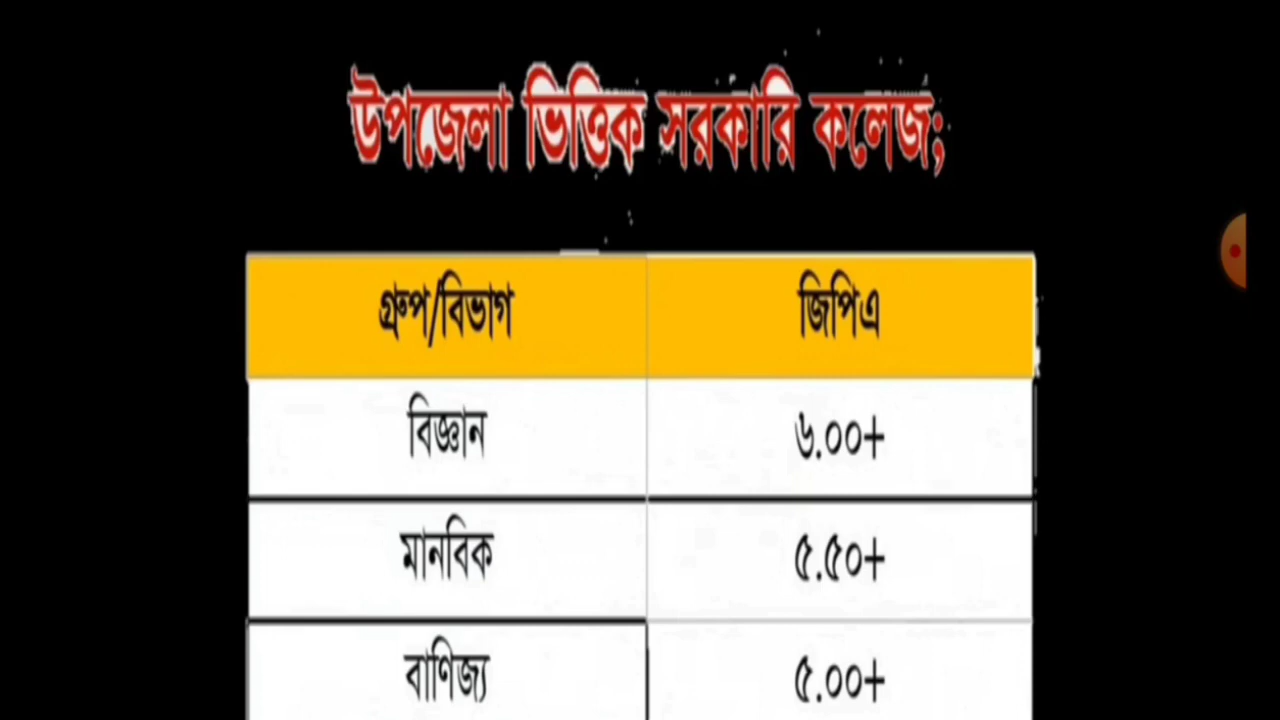 উপজেলা ভিত্তিক সরকারি কলেজ;
গ্রুপ/বিভাগ জিপিএ
বিজ্ঞান ৬.০০+
মানবিক ৫.৫০+
বাণিজ্য ৫.০০+